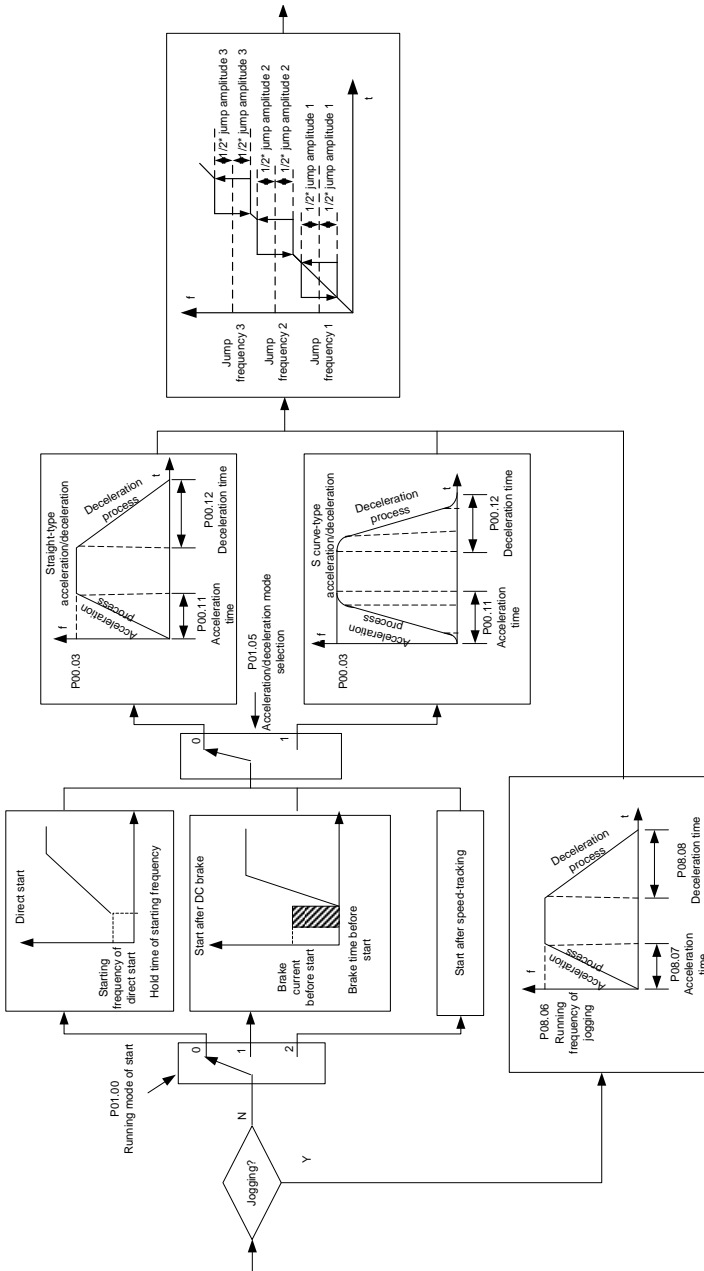 Jogging?
N
Y
P01.00
Running mode of start
0
1
2
Direct start
Starting
frequency of
direct start
Hold time of starting frequency
Start after DC brake
Brake
current
before start
Brake time before
start
Start after speed-tracking
P08.06
Running
frequency of
jogging
f
Acceleration
process
Deceleration
process
t
P08.07
Acceleration
time
P08.08
Deceleration time
0
1
P01.05
Acceleration/deceleration mode
selection
P00.03
f
Straight-type
acceleration/deceleration
Acceleration
process
Deceleration
process
t
P00.11
Acceleration
time
P00.12
Deceleration time
P00.03
f
S curve-type
acceleration/deceleration
Acceleration
process
Deceleration
process
t
P00.11
Acceleration
time
P00.12
Deceleration time
f
Jump
frequency 3
Jump
frequency 2
Jump
frequency 1
1/2* jump amplitude 3
1/2* jump amplitude 3
1/2* jump amplitude 2
1/2* jump amplitude 2
1/2* jump amplitude 1
1/2* jump amplitude 1
t